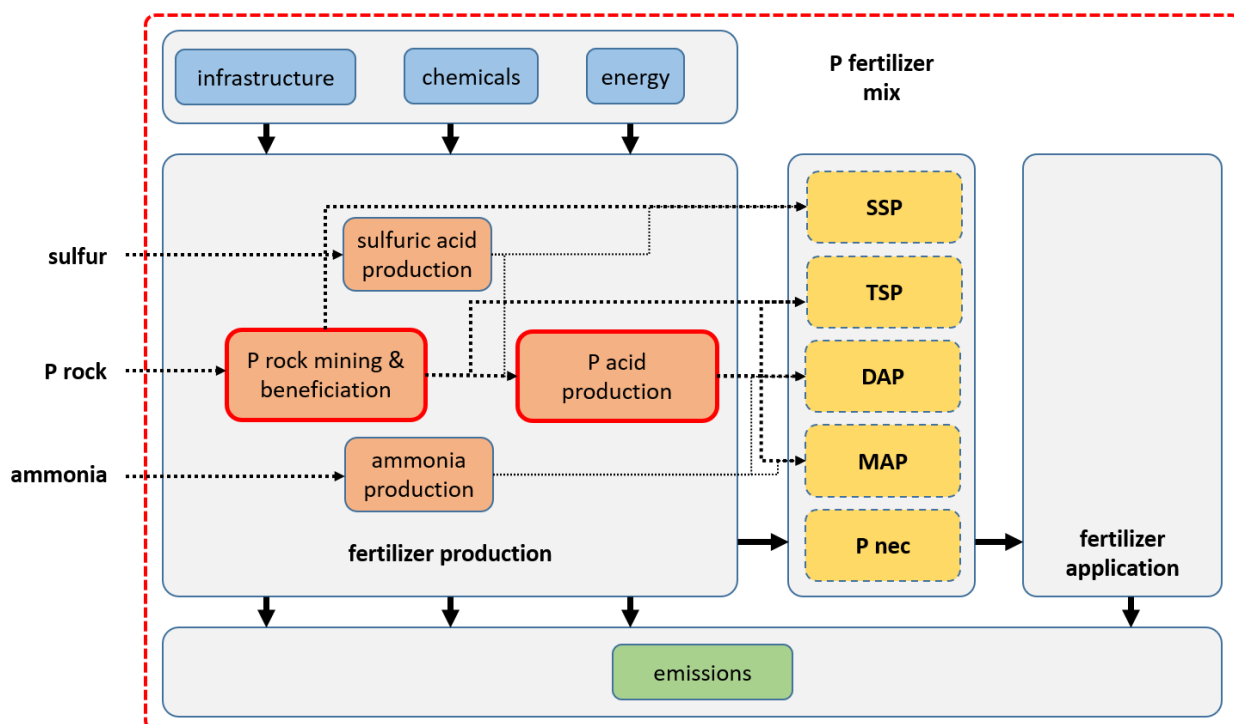 infrastructure
chemicals
energy
P fertilizer
mix
SSP
sulfuric acid
production
sulfur
TSP
P rock mining &
beneficiation
P acid
production
P rock
DAP
ammonia
production
ammonia
MAP
P nec
fertilizer production
fertilizer
application
emissions